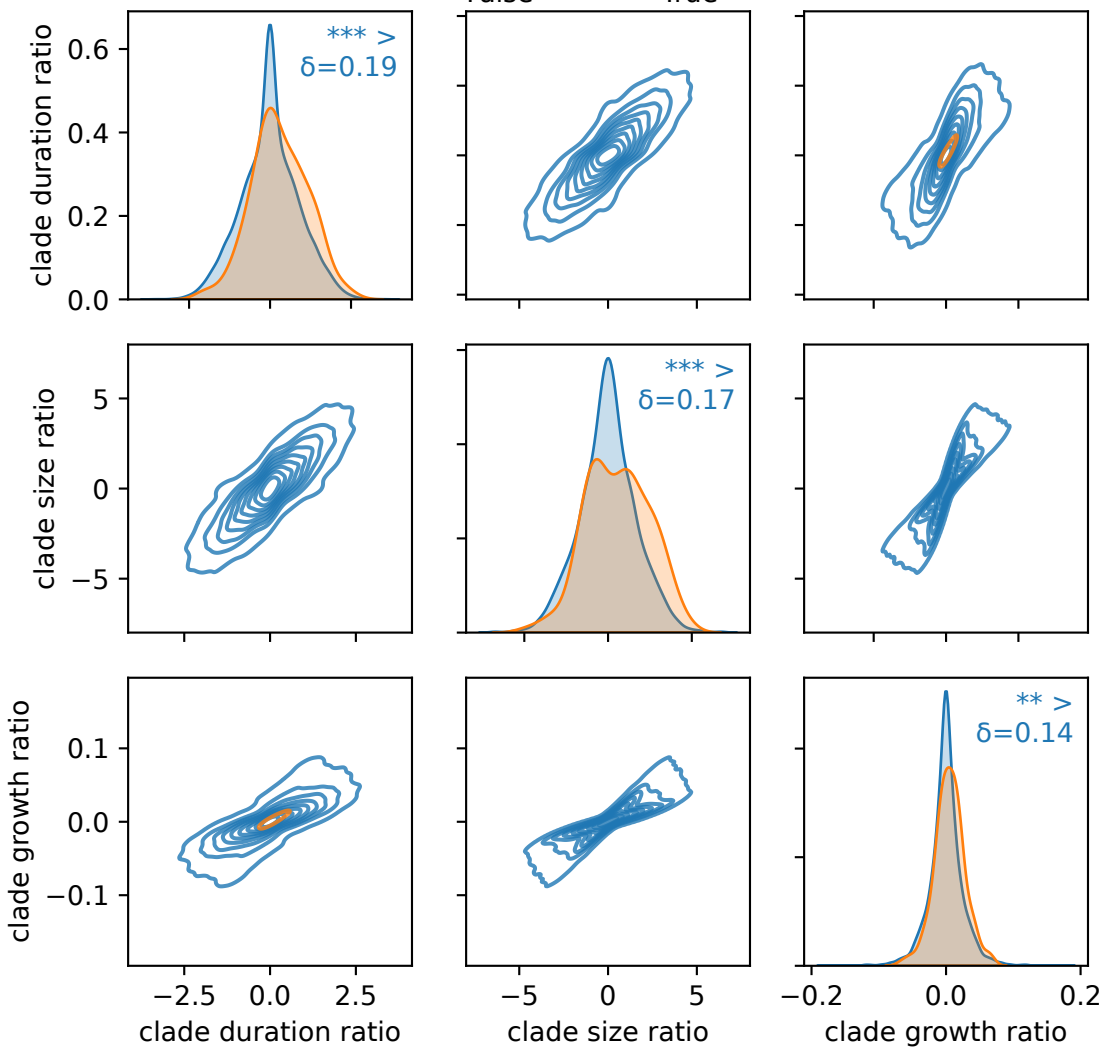 False True
clade duration ratio
0.6
0.4
0.2
0.0
*** >
δ=0.19
clade size ratio
5
0
−5
*** >
δ=0.17
clade growth ratio
0.1
0.0
−0.1
** >
δ=0.14
−2.5 0.0 2.5
−5 0 5
−0.2 0.0 0.2
clade duration ratio
clade size ratio
clade growth ratio